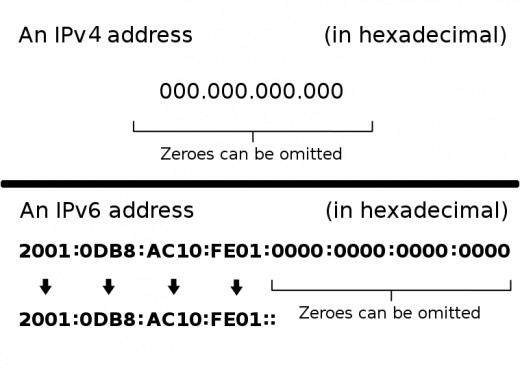 An IPv4 address (in hexadecimal)
000.000.000.000
Zeroes can be omitted
An IPv6 address (in hexadecimal)
2001:0DB8:AC10:FE01:0000:0000:0000:0000
2001:0DB8:AC10:FE01::
Zeroes can be omitted